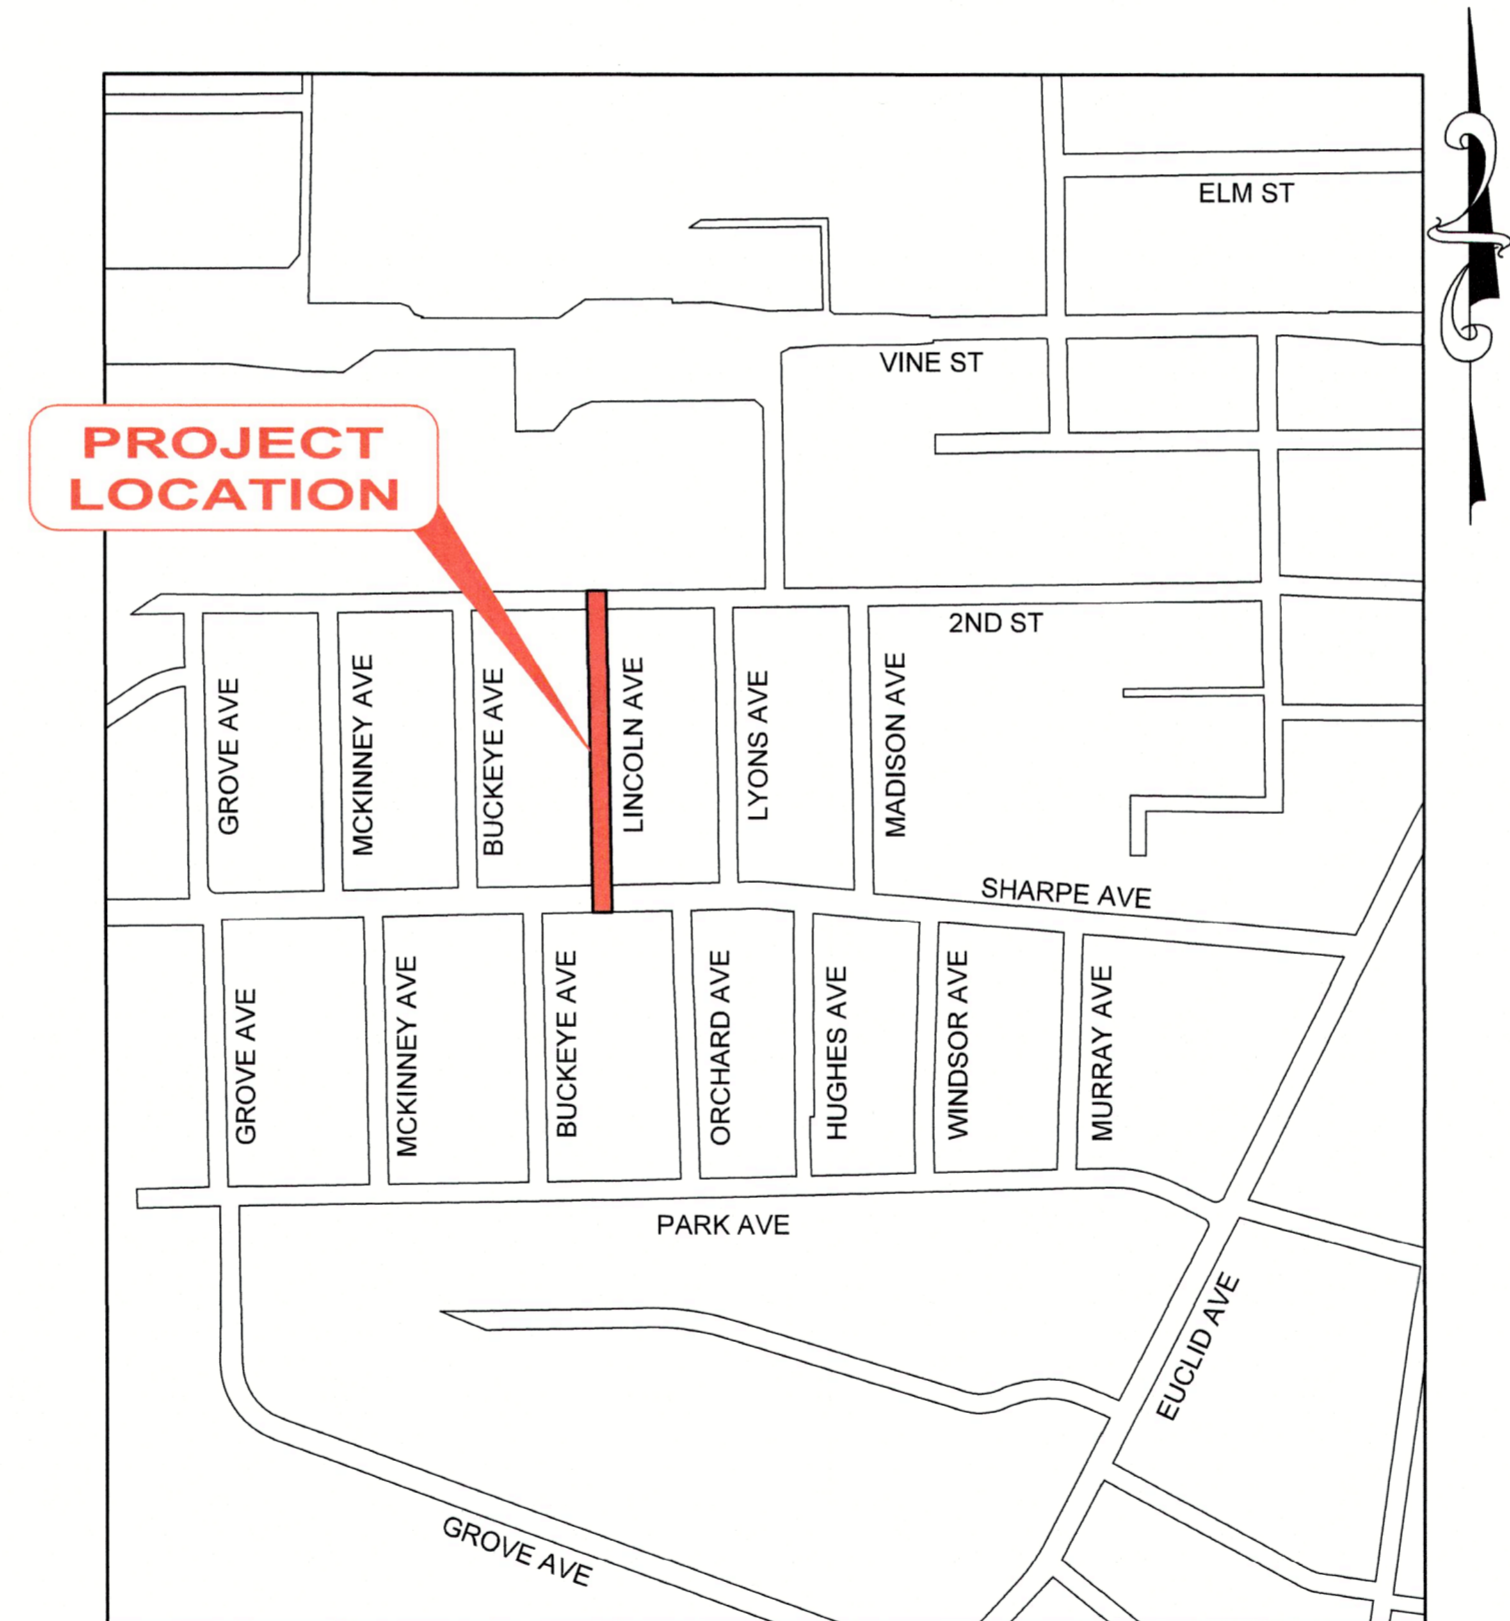 ELM ST
VINE ST
PROJECT
LOCATION
2ND ST
GROVE AVE
MCKINNEY AVE
BUCKEYE AVE
LINCOLN AVE
LYONS AVE
MADISON AVE
SHARPE AVE
GROVE AVE
MCKINNEY AVE
BUCKEYE AVE
ORCHARD AVE
HUGHES AVE
WINDSOR AVE
MURRAY AVE
PARK AVE
EUCLID AVE
GROVE AVE